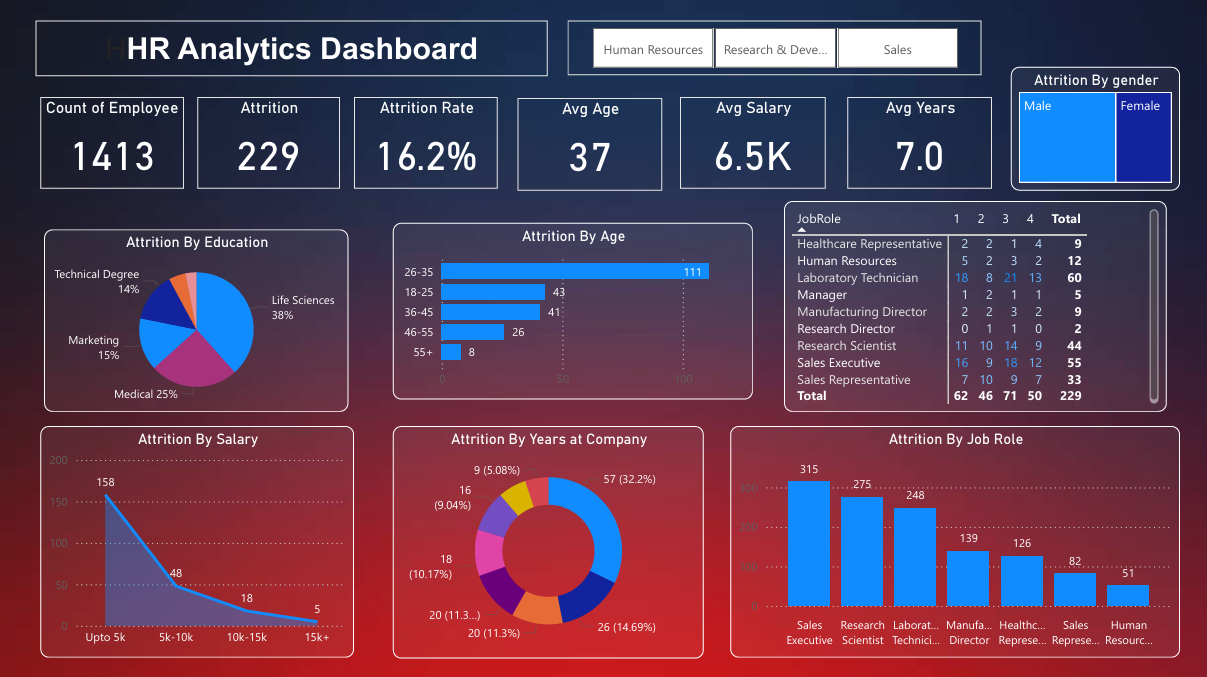 HR Analytics Dashboard
Human Resources
Research & Deve...
Sales
Count of Employee
1413
Attrition
229
Attrition Rate
16.2%
Avg Age
37
Avg Salary
6.5K
Avg Years
7.0
Attrition By gender
Male
Female
Attrition By Education
Technical Degree
14%
Life Sciences
38%
Marketing
15%
Medical 25%
Attrition By Age
26-35 111
18-25 43
36-45 41
46-55 26
55+ 8
0 50 100
JobRole 1 2 3 4 Total
Healthcare Representative 2 2 1 4 9
Human Resources 5 2 3 2 12
Laboratory Technician 18 8 21 13 60
Manager 1 2 1 1 5
Manufacturing Director 2 2 3 2 9
Research Director 0 1 1 0 2
Research Scientist 11 10 14 9 44
Sales Executive 16 9 18 12 55
Sales Representative 7 10 9 7 33
Total 62 46 71 50 229
Attrition By Salary
200
150
100
50
0
158
48
18
5
Upto 5k
5k-10k
10k-15k
15k+
Attrition By Years at Company
9 (5.08%)
57 (32.2%)
16
(9.04%)
18
(10.17%)
20 (11.3...)
20 (11.3%)
26 (14.69%)
Attrition By Job Role
300
200
100
0
315
275
248
139
126
82
51
Sales
Executive
Research
Scientist
Laborat...
Technici...
Manufa...
Director
Healthc...
Represe...
Sales
Represe...
Human
Resourc...